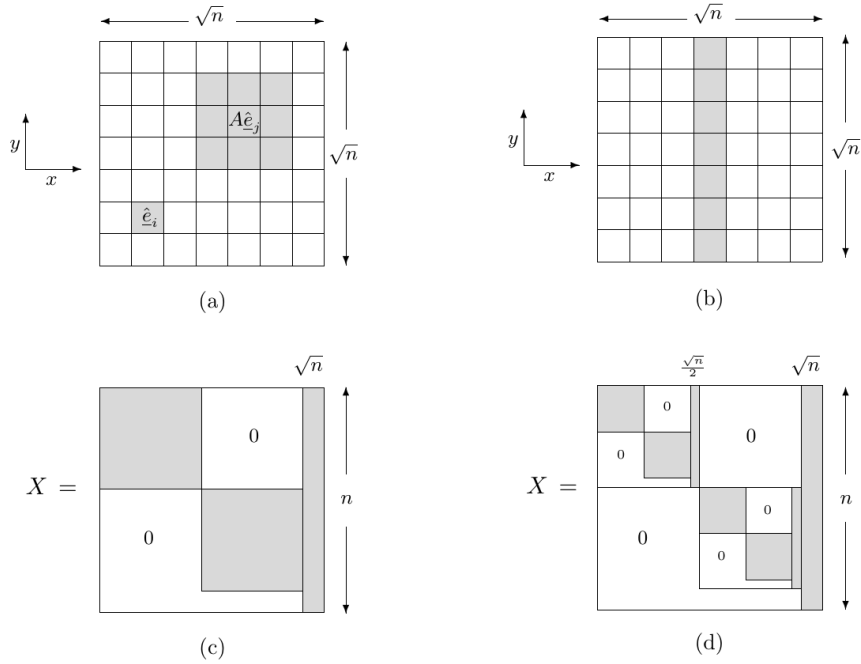 √n
√n
y
x
Aê_j
ê_i
(a)
√n
√n
y
x
(b)
√n
X =
0
0
n
(c)
√n/2
√n
X =
0
0
0
0
0
0
n
(d)